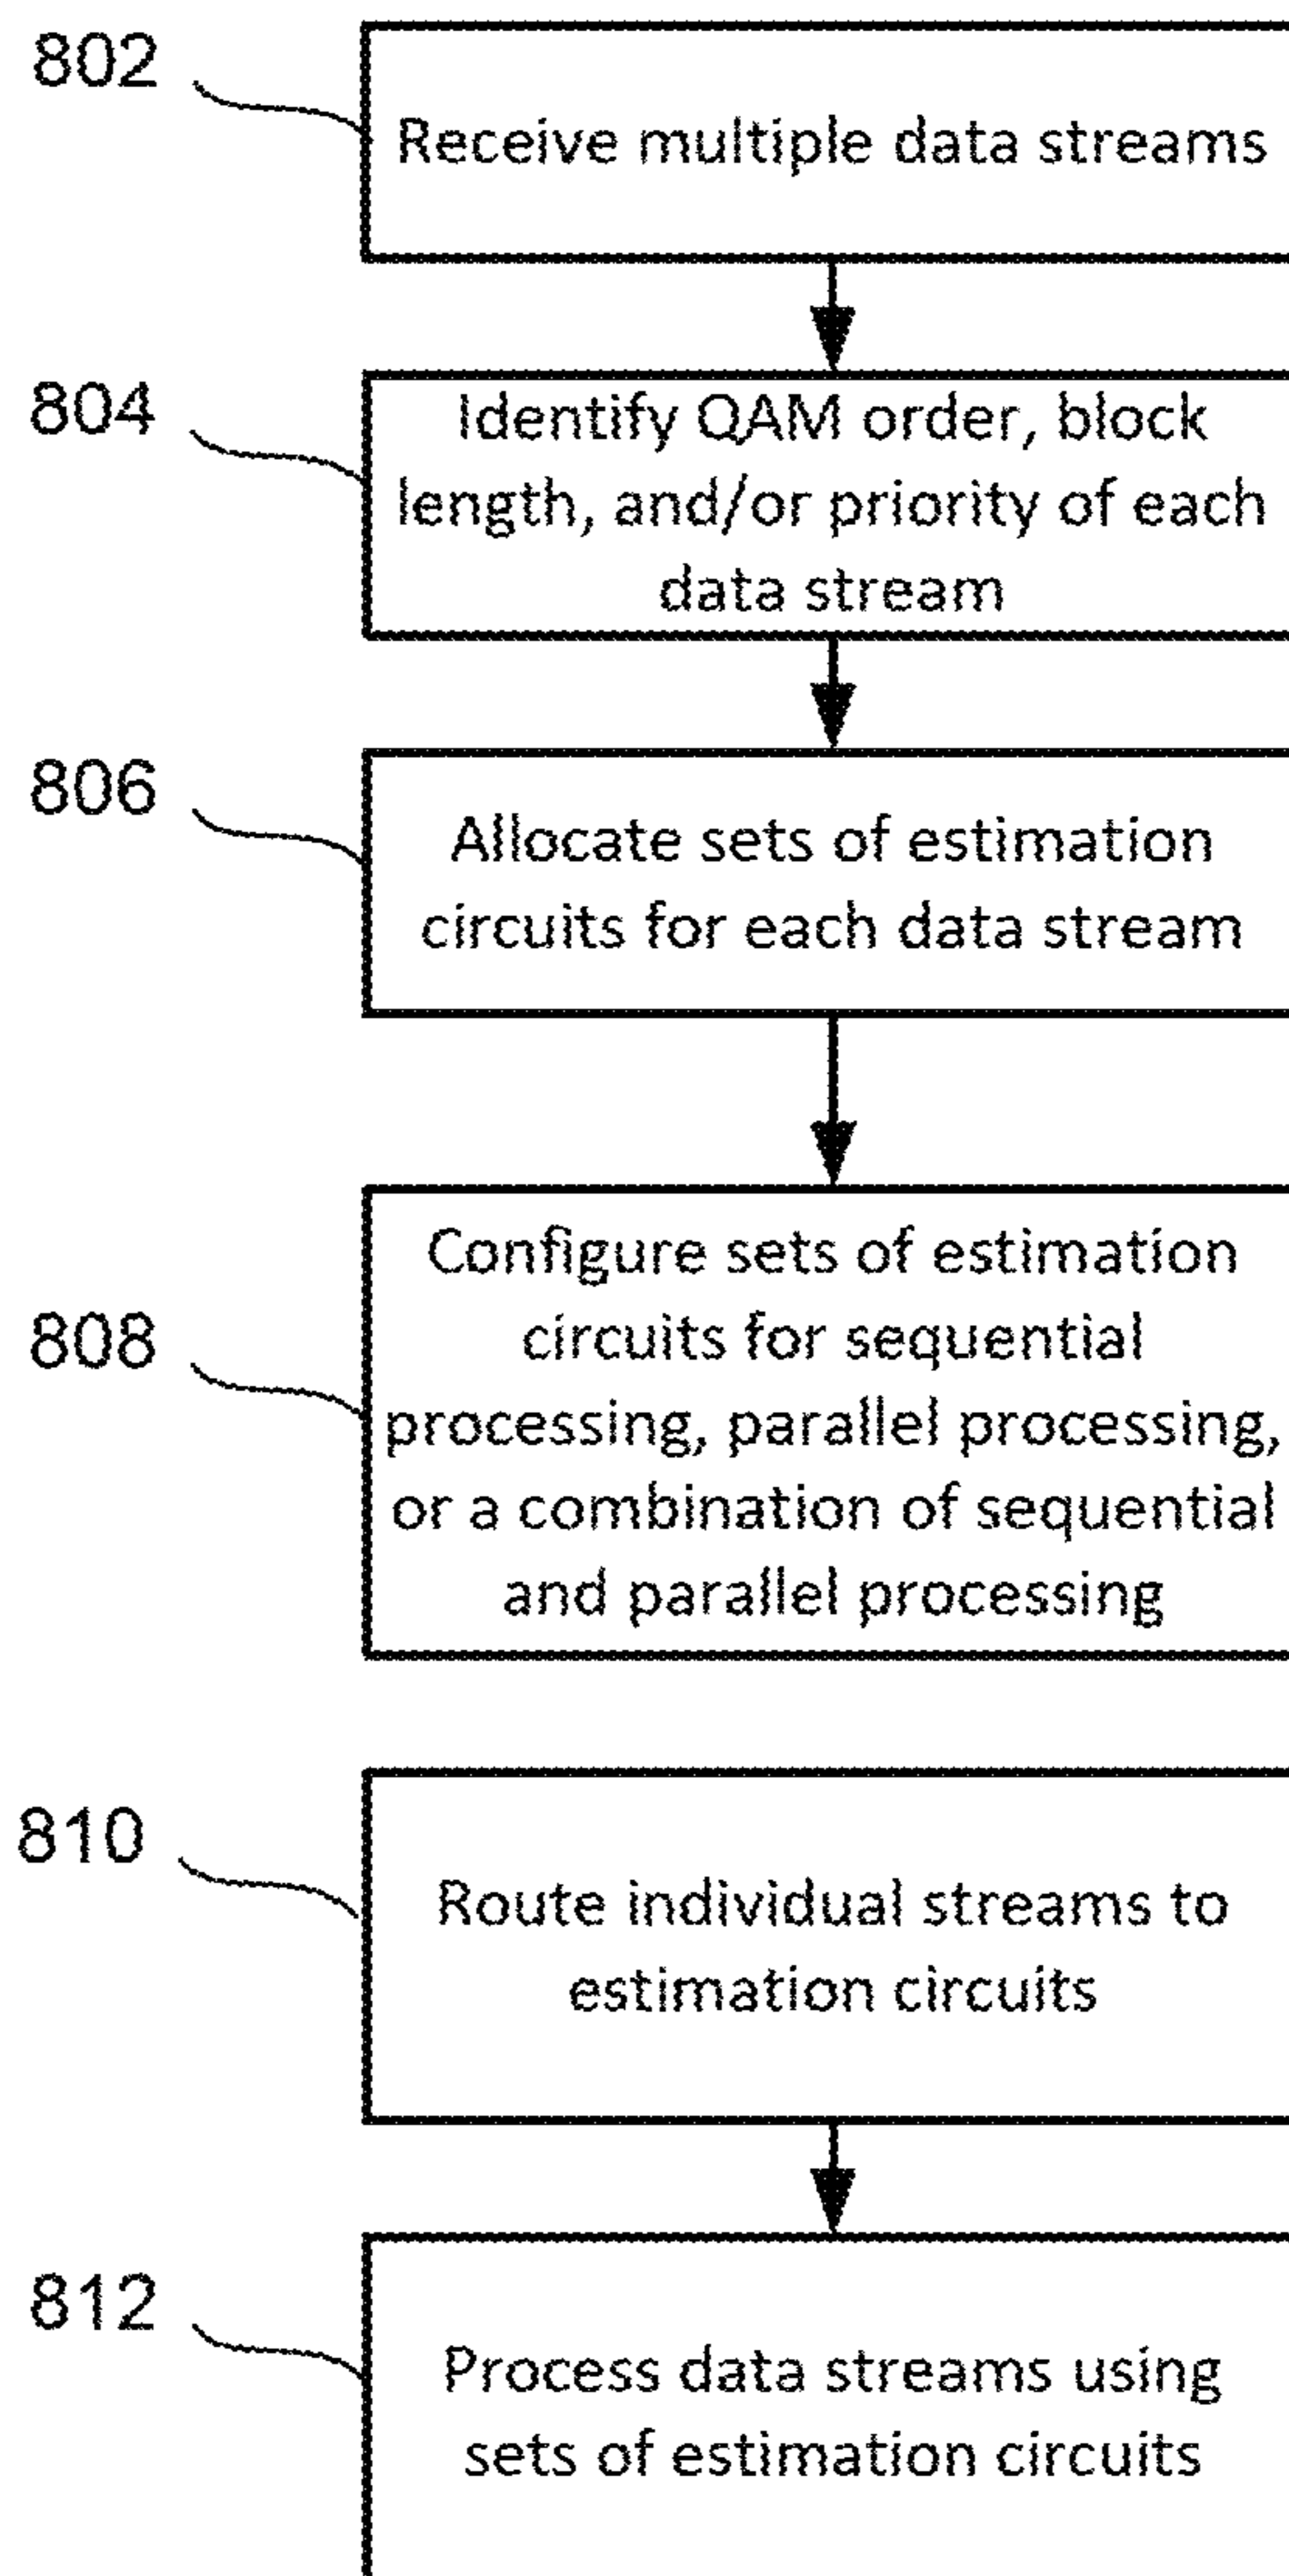 802
Receive multiple data streams
804
Identify QAM order, block
length, and/or priority of each
data stream
806
Allocate sets of estimation
circuits for each data stream
808
Configure sets of estimation
circuits for sequential
processing, parallel processing,
or a combination of sequential
and parallel processing
810
Route individual streams to
estimation circuits
812
Process data streams using
sets of estimation circuits